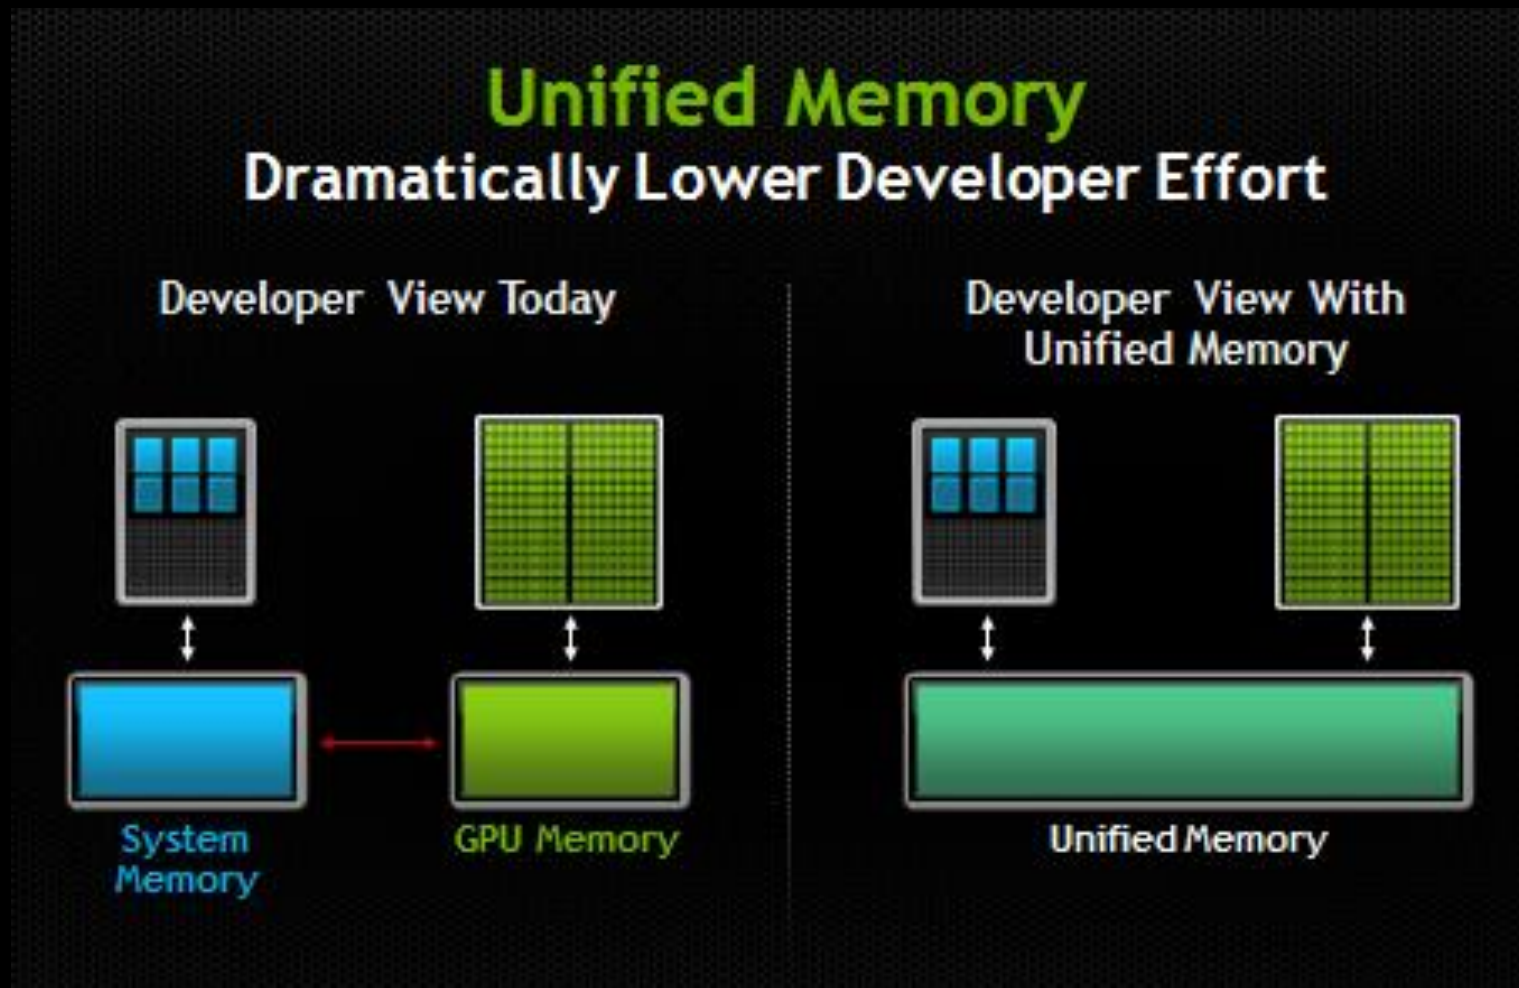 Unified Memory
Dramatically Lower Developer Effort
Developer View Today
Developer View With
Unified Memory
System
Memory
GPU Memory
Unified Memory